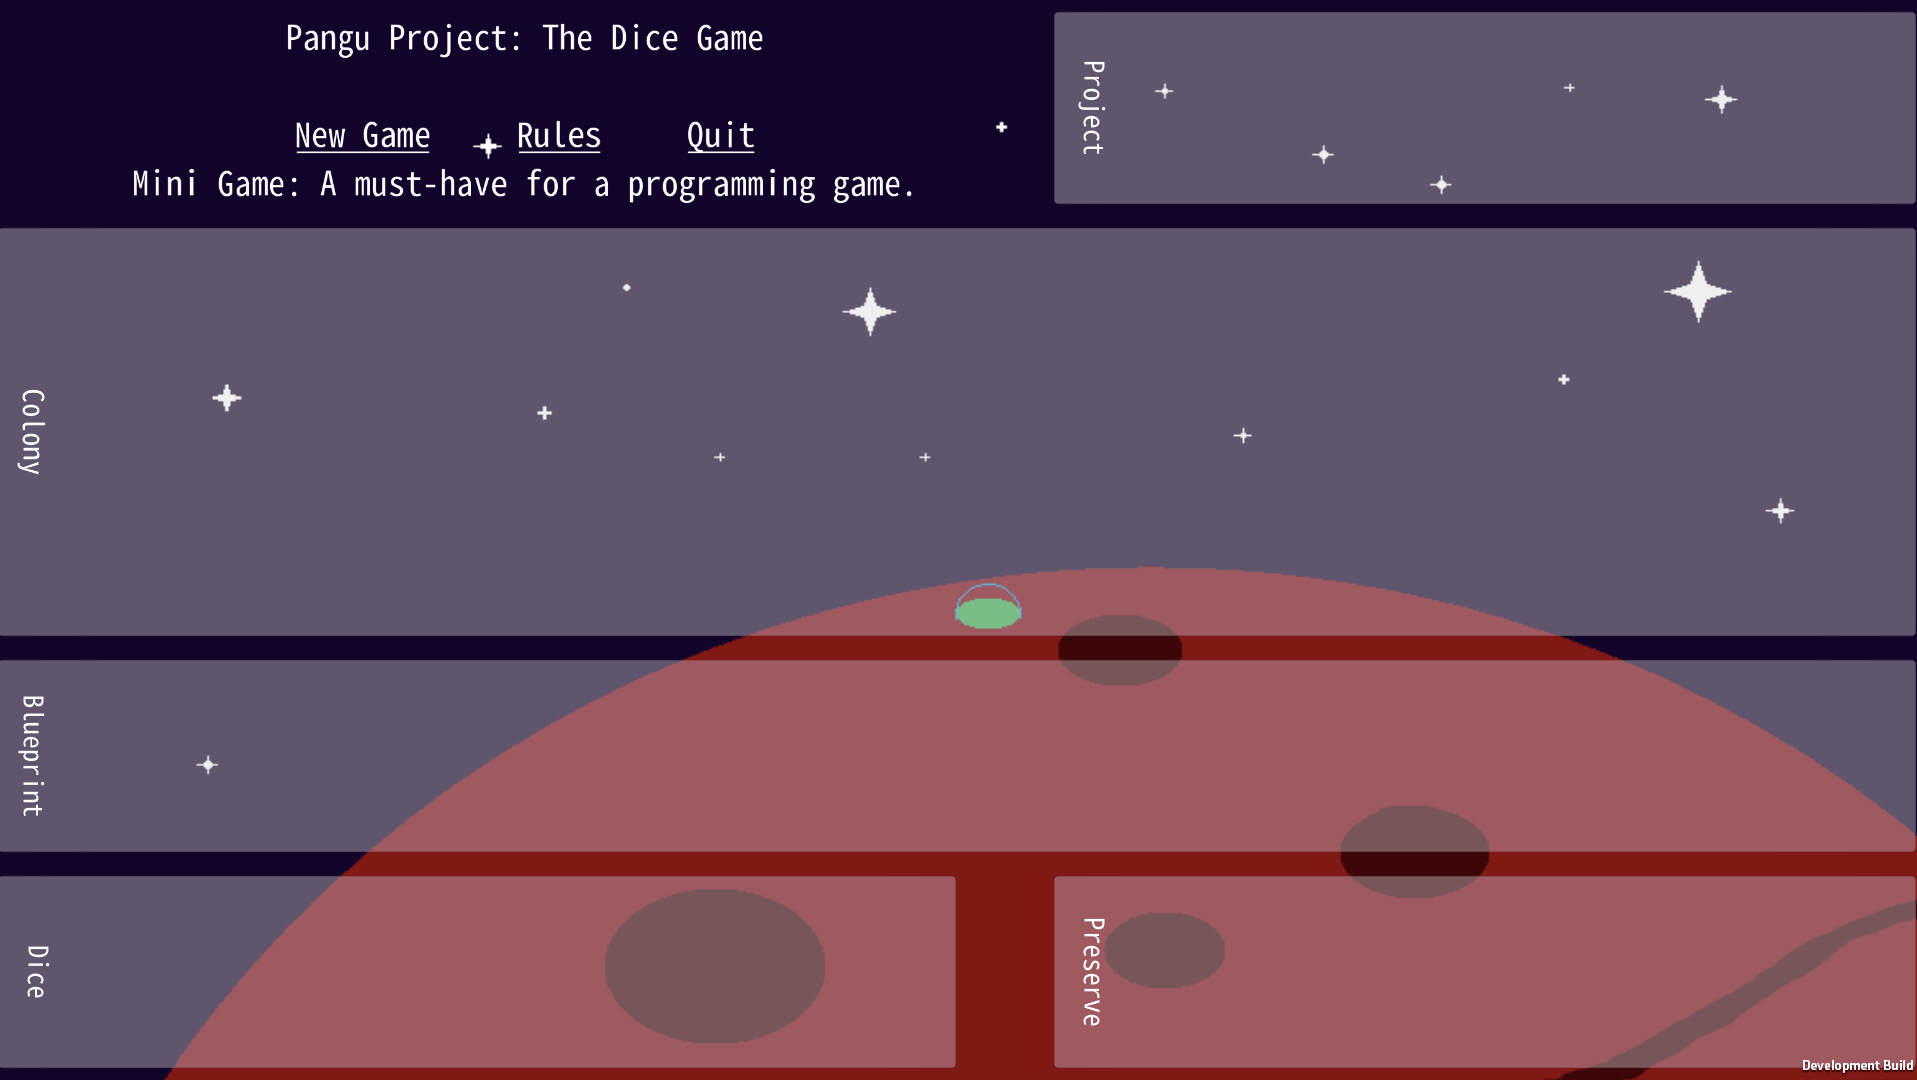 Pangu Project: The Dice Game
Project
New Game Rules Quit
Mini Game: A must-have for a programming game.
Colony
Blueprint
Dice
Preserve
Development Build